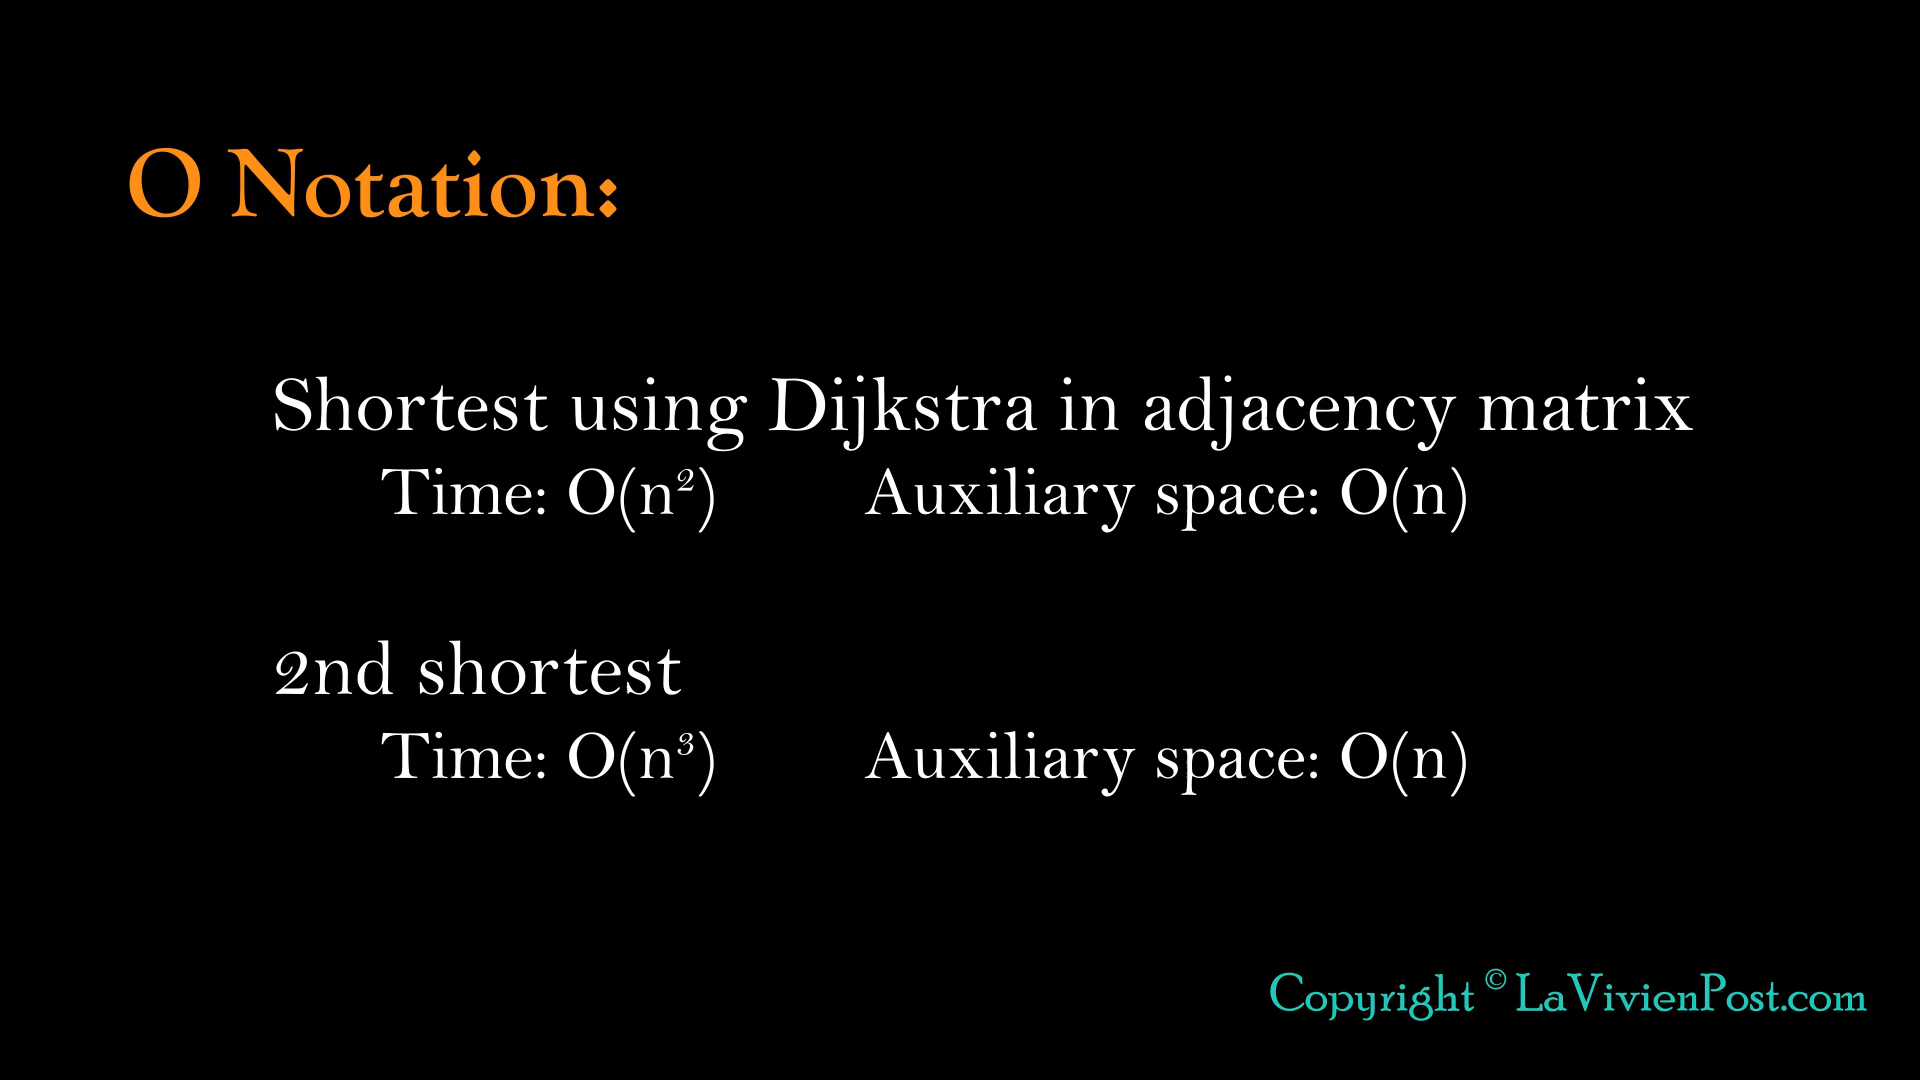 O Notation:
Shortest using Dijkstra in adjacency matrix
Time: O(n²) Auxiliary space: O(n)
2nd shortest
Time: O(n³) Auxiliary space: O(n)
Copyright © LaVivienPost.com